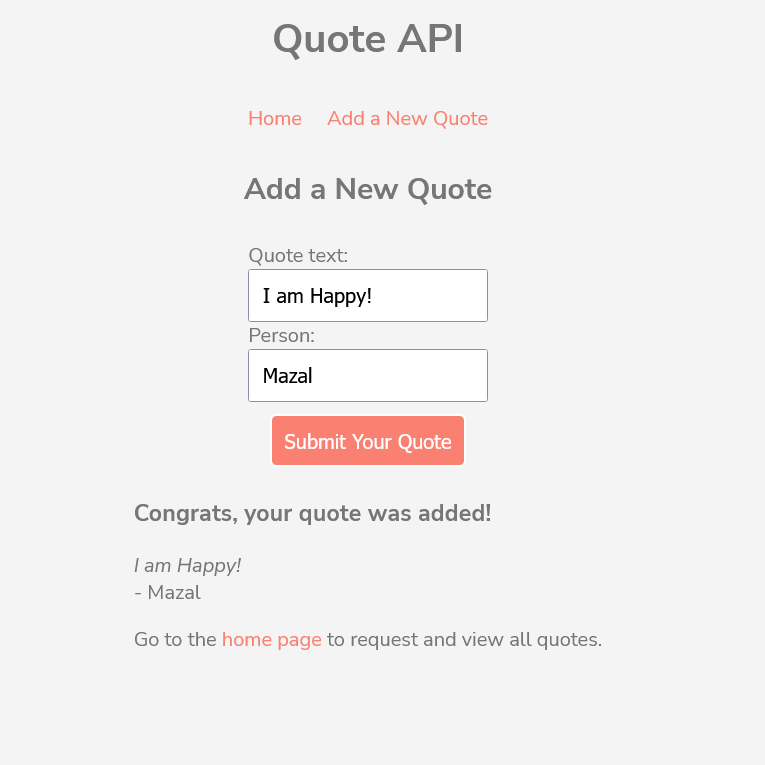 Quote API
Home Add a New Quote
Add a New Quote
Quote text:
I am Happy!
Person:
Mazal
Submit Your Quote
Congrats, your quote was added!
I am Happy!
- Mazal
Go to the home page to request and view all quotes.